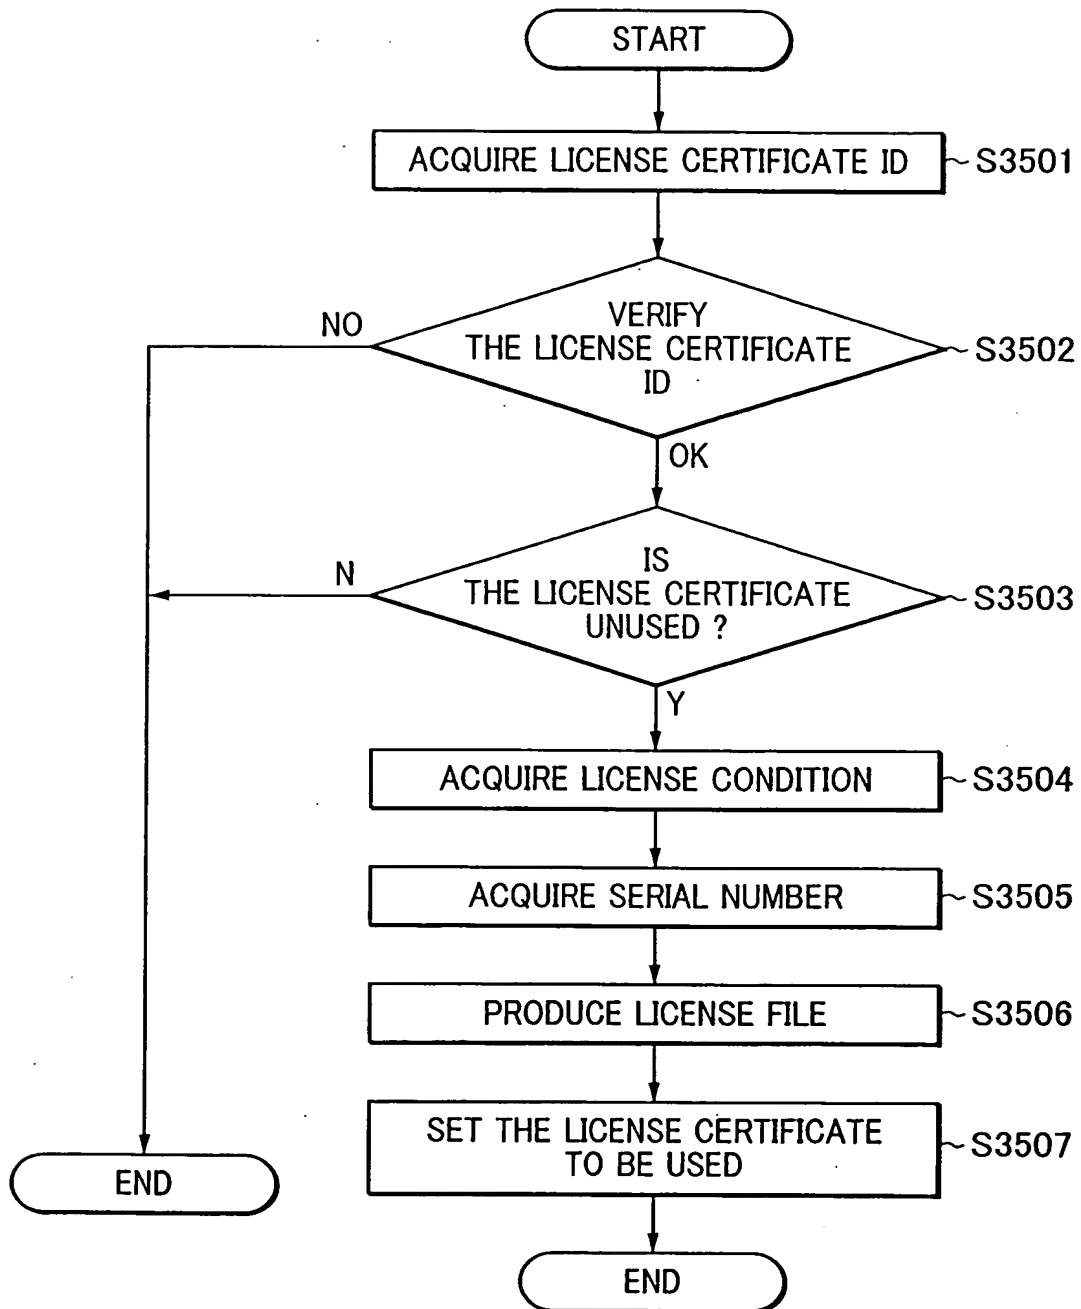 START
ACQUIRE LICENSE CERTIFICATE ID
S3501
NO
VERIFY
THE LICENSE CERTIFICATE
ID
S3502
OK
N
IS
THE LICENSE CERTIFICATE
UNUSED ?
S3503
Y
ACQUIRE LICENSE CONDITION
S3504
ACQUIRE SERIAL NUMBER
S3505
PRODUCE LICENSE FILE
S3506
SET THE LICENSE CERTIFICATE
TO BE USED
S3507
END
END